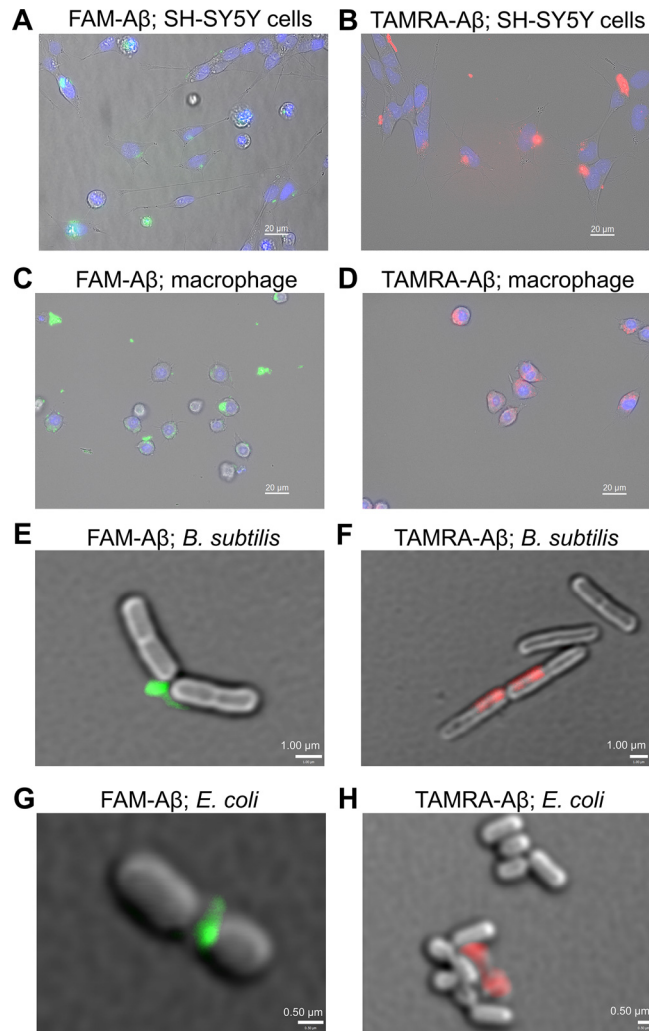 A FAM-Aβ; SH-SY5Y cells
20 μm
B TAMRA-Aβ; SH-SY5Y cells
20 μm
C FAM-Aβ; macrophage
20 μm
D TAMRA-Aβ; macrophage
20 μm
E FAM-Aβ; B. subtilis
1.00 μm
F TAMRA-Aβ; B. subtilis
1.00 μm
G FAM-Aβ; E. coli
0.50 μm
H TAMRA-Aβ; E. coli
0.50 μm